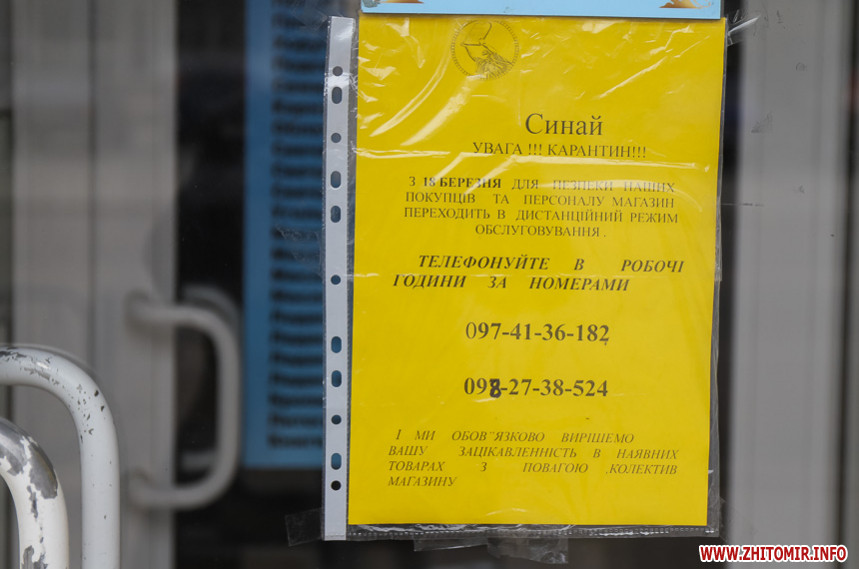 Синай
УВАГА !!! КАРАНТИН!!!
З 18 БЕРЕЗНЯ ДЛЯ БЕЗПЕКИ НАШИХ
ПОКУПЦІВ ТА ПЕРСОНАЛУ МАГАЗИН
ПЕРЕХОДИТЬ В ДИСТАНЦІЙНИЙ РЕЖИМ
ОБСЛУГОВУВАННЯ .
ТЕЛЕФОНУЙТЕ В РОБОЧІ
ГОДИНИ ЗА НОМЕРАМИ
097-41-36-182
098-27-38-524
І МИ ОБОВ"ЯЗКОВО ВИРІШЕМО
ВАШУ ЗАЦІКАВЛЕННІСТЬ В НАЯВНИХ
ТОВАРАХ З ПОВАГОЮ .КОЛЕКТИВ
МАГАЗИНУ
WWW.ZHITOMIR.INFO